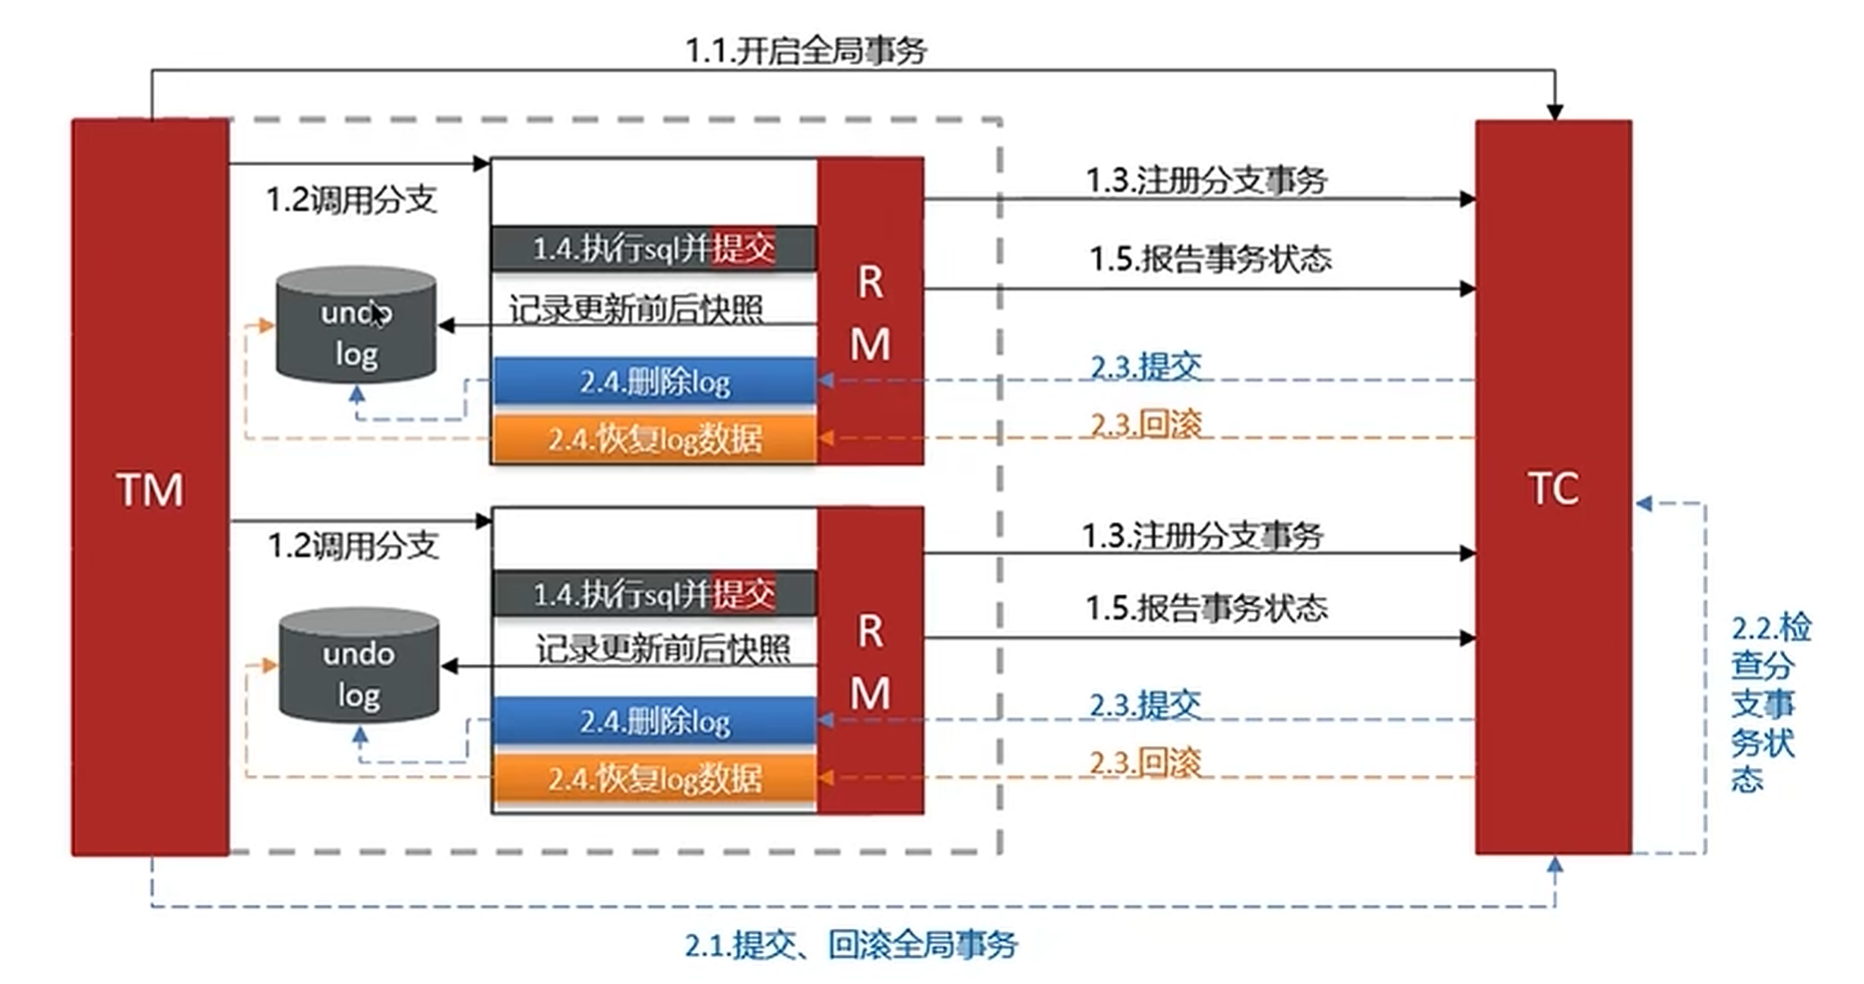 1.1.开启全局事务
TM
1.2调用分支
1.3.注册分支事务
1.4.执行sql并提交
1.5.报告事务状态
R
M
undo
log
记录更新前后快照
2.3.提交
2.4.删除log
2.3.回滚
2.4.恢复log数据
TC
1.2调用分支
1.3.注册分支事务
1.4.执行sql并提交
1.5.报告事务状态
R
M
undo
log
记录更新前后快照
2.3.提交
2.4.删除log
2.3.回滚
2.4.恢复log数据
2.2.检
查分
支事
务状
态
2.1.提交、回滚全局事务